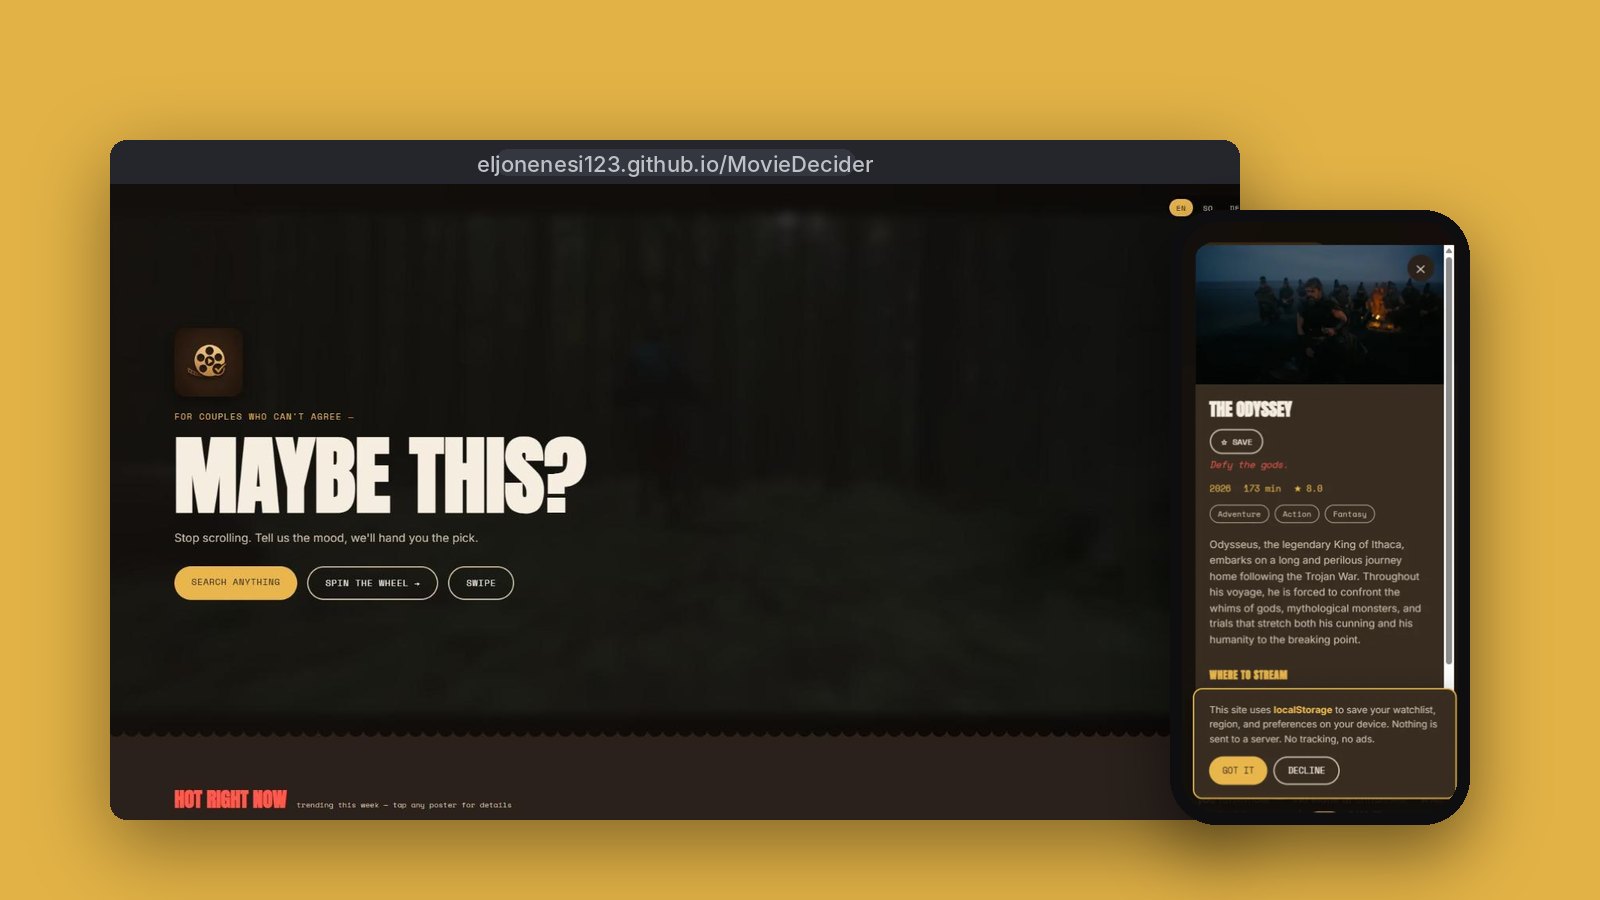 eljonenesi123.github.io/MovieDecider
EN SQ
FOR COUPLES WHO CAN'T AGREE —
MAYBE THIS?
Stop scrolling. Tell us the mood, we'll hand you the pick.
SEARCH ANYTHING
SPIN THE WHEEL →
SWIPE
HOT RIGHT NOW
trending this week — tap any poster for details
×
THE ODYSSEY
☆ SAVE
Defy the gods.
2026 173 min ★ 8.0
Adventure Action Fantasy
Odysseus, the legendary King of Ithaca,
embarks on a long and perilous journey
home following the Trojan War. Throughout
his voyage, he is forced to confront the
whims of gods, mythological monsters, and
trials that stretch both his cunning and his
humanity to the breaking point.
WHERE TO STREAM
This site uses localStorage to save your watchlist,
region, and preferences on your device. Nothing is
sent to a server. No tracking, no ads.
GOT IT
DECLINE